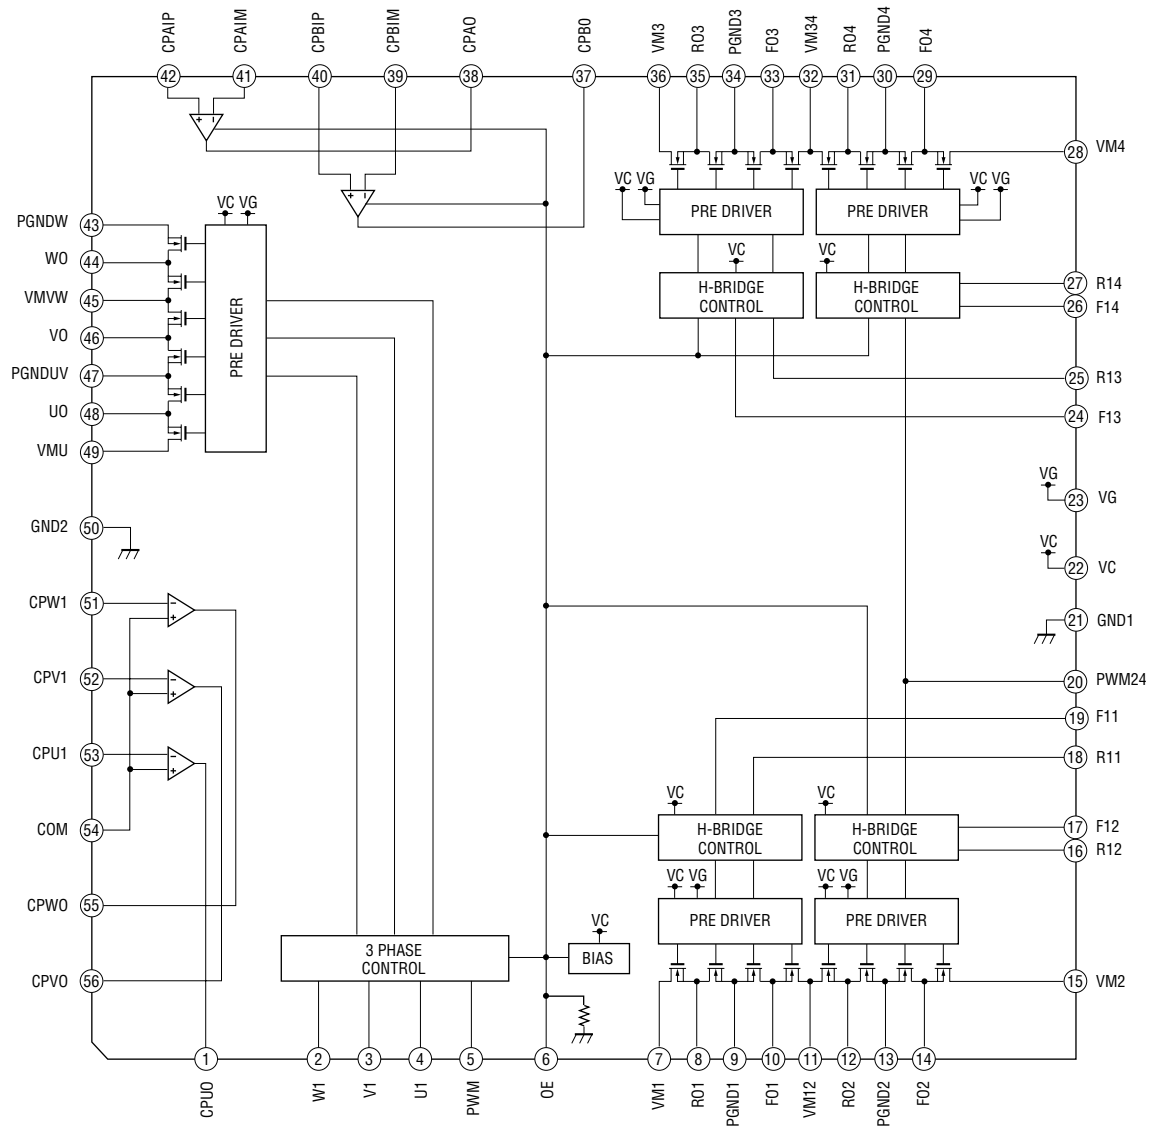 CPAIP CPAIM CPBIP CPBIM CPAO CPB0 VM3 RO3 PGND3 FO3 VM34 RO4 PGND4 FO4
42 41 40 39 38 37 36 35 34 33 32 31 30 29
+ −
28 VM4
VC VG
PRE DRIVER
PRE DRIVER
VC VG
+ −
PGNDW 43
VC VG
WO 44
VC
VC
H-BRIDGE
CONTROL
H-BRIDGE
CONTROL
27 R14
26 F14
VMVW 45
VO 46
PRE DRIVER
PGNDUV 47
25 R13
UO 48
24 F13
VMU 49
VG
23 VG
GND2 50
VC
22 VC
CPW1 51
−
+
21 GND1
CPV1 52
−
+
20 PWM24
19 F11
CPU1 53
−
+
18 R11
VC
VC
COM 54
H-BRIDGE
CONTROL
H-BRIDGE
CONTROL
17 F12
16 R12
VC VG
VC VG
CPWO 55
PRE DRIVER
PRE DRIVER
VC
3 PHASE
CONTROL
BIAS
CPVO 56
15 VM2
1 2 3 4 5 6 7 8 9 10 11 12 13 14
CPUO W1 V1 U1 PWM OE VM1 RO1 PGND1 FO1 VM12 RO2 PGND2 FO2